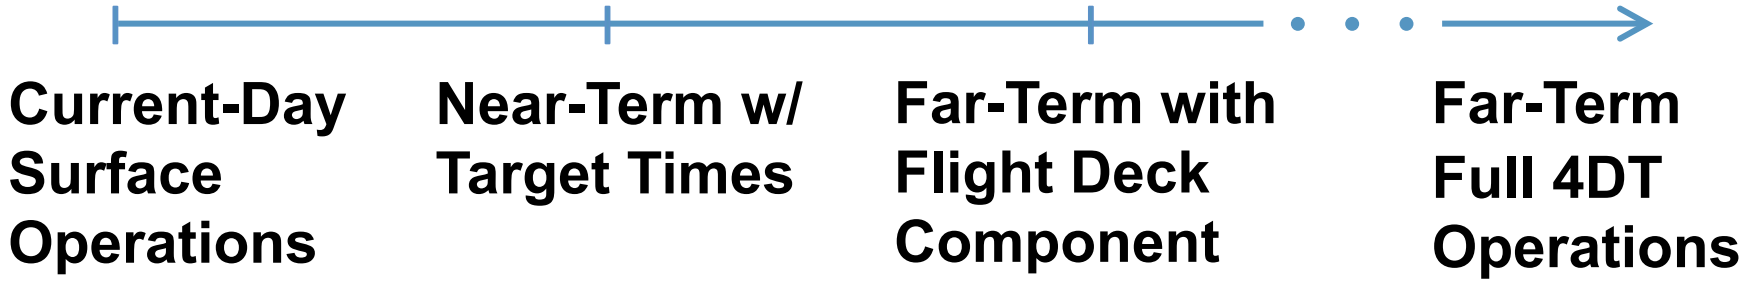 Current-Day
Surface
Operations
Near-Term w/
Target Times
Far-Term with
Flight Deck
Component
Far-Term
Full 4DT
Operations